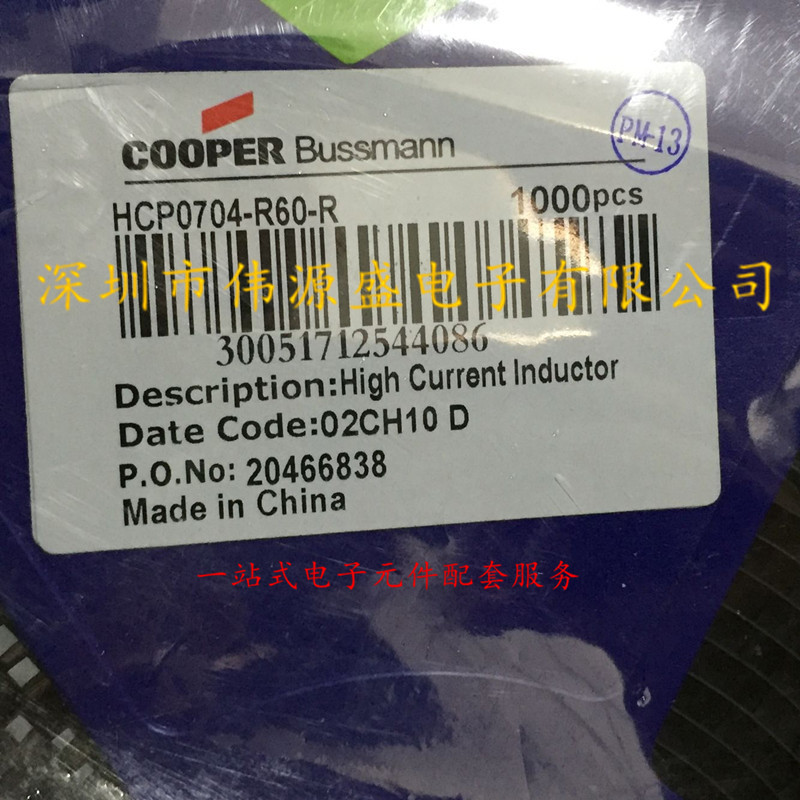 COOPER Bussmann
PM-13
HCP0704-R60-R 1000pcs
深圳市伟源盛电子有限公司
30051712544086
Description:High Current Inductor
Date Code:02CH10 D
P.O.No: 20466838
Made in China
一站式电子元件配套服务